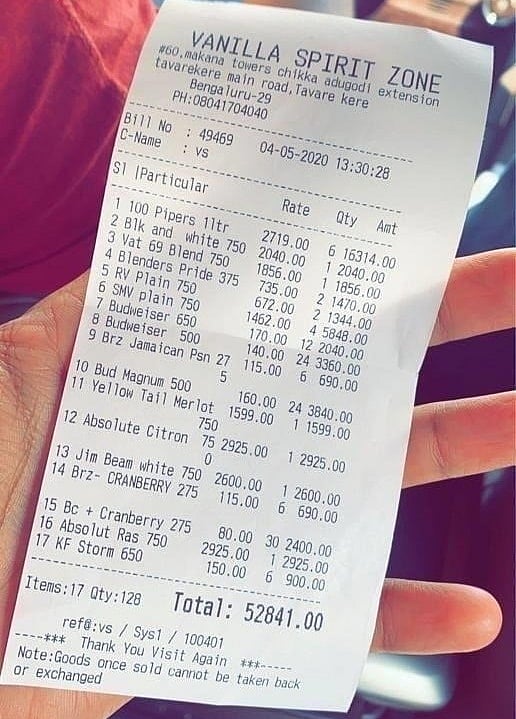 VANILLA SPIRIT ZONE
#60,makana towers chikka adugodi extension
tavarekere main road,Tavare kere
Bengaluru-29
PH:08041704040
Bill No : 49469 04-05-2020 13:30:28
C-Name : vs
Sl |Particular Rate Qty Amt
1 100 Pipers 1ltr 2719.00 6 16314.00
2 Blk and white 750 2040.00 1 2040.00
3 Vat 69 Blend 750 1856.00 1 1856.00
4 Blenders Pride 375 735.00 2 1470.00
5 RV Plain 750 672.00 2 1344.00
6 SMV plain 750 1462.00 4 5848.00
7 Budweiser 650 170.00 12 2040.00
8 Budweiser 500 140.00 24 3360.00
9 Brz Jamaican Psn 27 115.00 6 690.00
5
10 Bud Magnum 500 160.00 24 3840.00
11 Yellow Tail Merlot 1599.00 1 1599.00
750
12 Absolute Citron 75 2925.00 1 2925.00
0
13 Jim Beam white 750 2600.00 1 2600.00
14 Brz- CRANBERRY 275 115.00 6 690.00
15 Bc + Cranberry 275 80.00 30 2400.00
16 Absolut Ras 750 2925.00 1 2925.00
17 KF Storm 650 150.00 6 900.00
Items:17 Qty:128 Total: 52841.00
ref@:vs / Sys1 / 100401
----*** Thank You Visit Again ***-----
Note:Goods once sold cannot be taken back
or exchanged